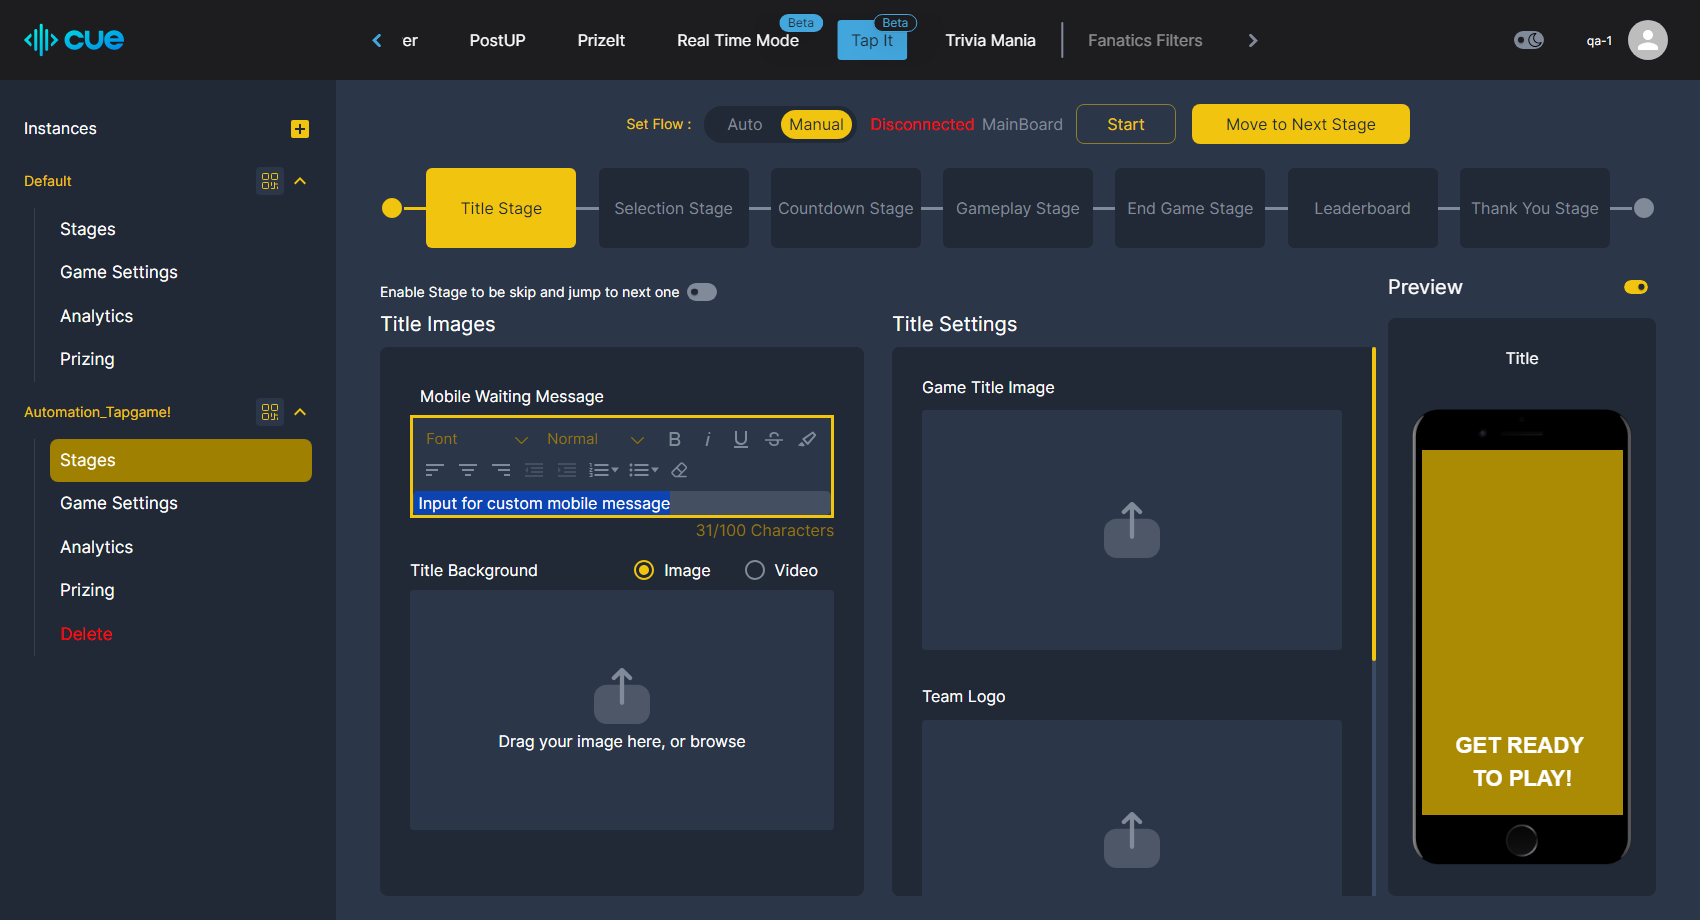 cue
er
PostUP
PrizeIt
Real Time Mode
Beta
Tap It
Beta
Trivia Mania
Fanatics Filters
qa-1
Instances
Default
Stages
Game Settings
Analytics
Prizing
Automation_Tapgame!
Stages
Game Settings
Analytics
Prizing
Delete
Set Flow :
Auto
Manual
Disconnected MainBoard
Start
Move to Next Stage
Title Stage
Selection Stage
Countdown Stage
Gameplay Stage
End Game Stage
Leaderboard
Thank You Stage
Enable Stage to be skip and jump to next one
Title Images
Mobile Waiting Message
Font
Normal
B
i
U
S
Input for custom mobile message
31/100 Characters
Title Background
Image
Video
Drag your image here, or browse
Title Settings
Game Title Image
Team Logo
Preview
Title
GET READY
TO PLAY!